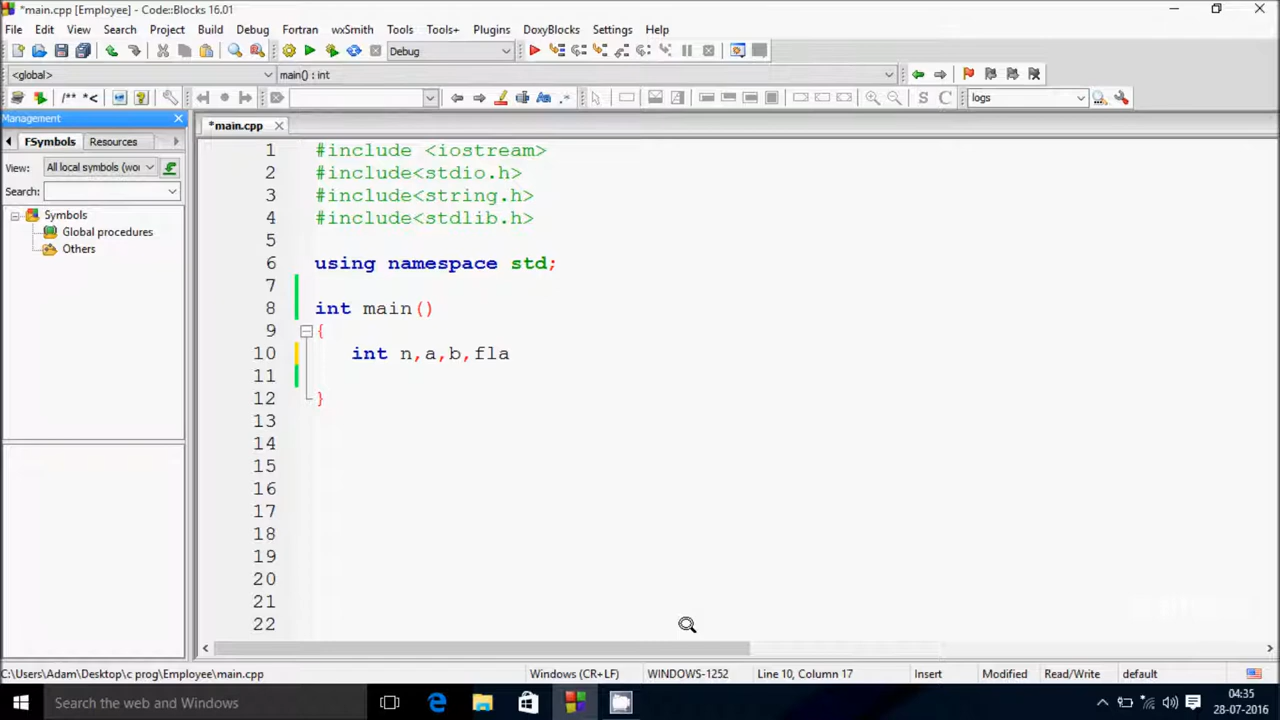 *main.cpp [Employee] - Code::Blocks 16.01
File Edit View Search Project Build Debug Fortran wxSmith Tools Tools+ Plugins DoxyBlocks Settings Help
Debug
<global> main() : int
/** *< Aa .* S C logs
Management
FSymbols Resources
*main.cpp
View: All local symbols (wo
Search:
Symbols
Global procedures
Others
1 #include <iostream>
2 #include<stdio.h>
3 #include<string.h>
4 #include<stdlib.h>
5
6 using namespace std;
7
8 int main()
9 {
10 int n,a,b,fla
11
12 }
13
14
15
16
17
18
19
20
21
22
C:\Users\Adam\Desktop\c prog\Employee\main.cpp Windows (CR+LF) WINDOWS-1252 Line 10, Column 17 Insert Modified Read/Write default
Search the web and Windows
04:35
28-07-2016